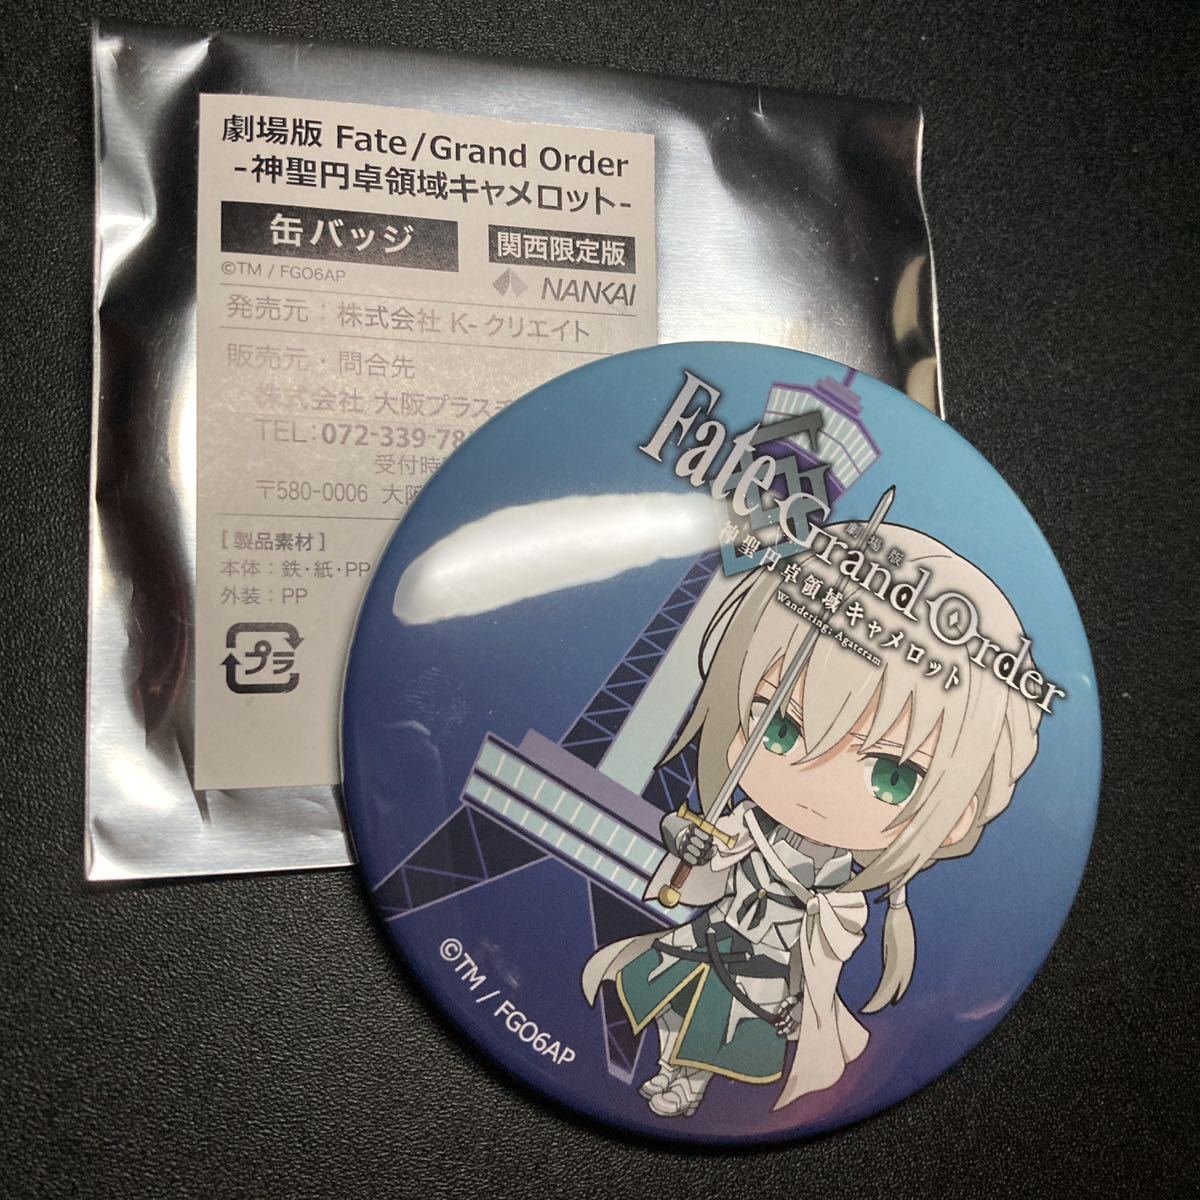 劇場版 Fate/Grand Order
-神聖円卓領域キャメロット-
缶バッジ
関西限定版
©TM / FGO6AP
NANKAI
発売元：株式会社 K-クリエイト
販売元・問合先
株式会社 大阪プラスチ
TEL:072-339-78
受付時
〒580-0006 大阪
[製品素材]
本体：鉄・紙・PP
外装：PP
プラ
Fate
劇場版
Grand Order
神聖円卓領域キャメロット
Wandering; Agateram
©TM / FGO6AP